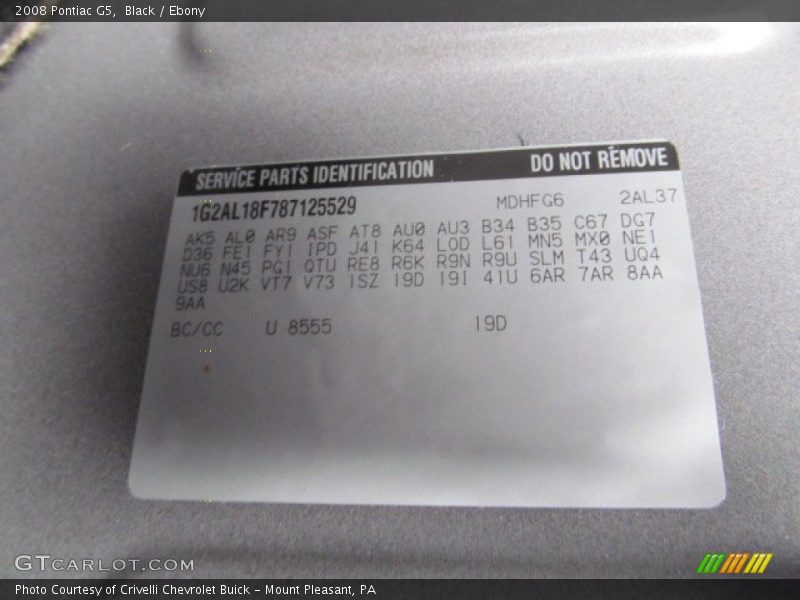 2008 Pontiac G5, Black / Ebony
SERVICE PARTS IDENTIFICATION DO NOT REMOVE
1G2AL18F787125529 MDHFG6 2AL37
AK5 AL0 AR9 ASF AT8 AU0 AU3 B34 B35 C67 DG7
D36 FE1 FY1 IPD J41 K64 LOD L61 MN5 MX0 NE1
NU6 N45 PG1 QTU RE8 R6K R9N R9U SLM T43 UQ4
US8 U2K VT7 V73 1SZ 19D 19I 41U 6AR 7AR 8AA
9AA
BC/CC U 8555 19D
GTCARLOT.COM
Photo Courtesy of Crivelli Chevrolet Buick - Mount Pleasant, PA